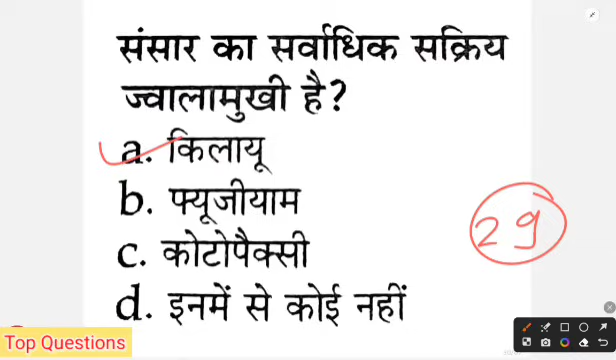 संसार का सर्वाधिक सक्रिय
ज्वालामुखी है?
a. किलायू
b. फ्यूजीयाम
c. कोटोपैक्सी
d. इनमें से कोई नहीं
29
Top Questions